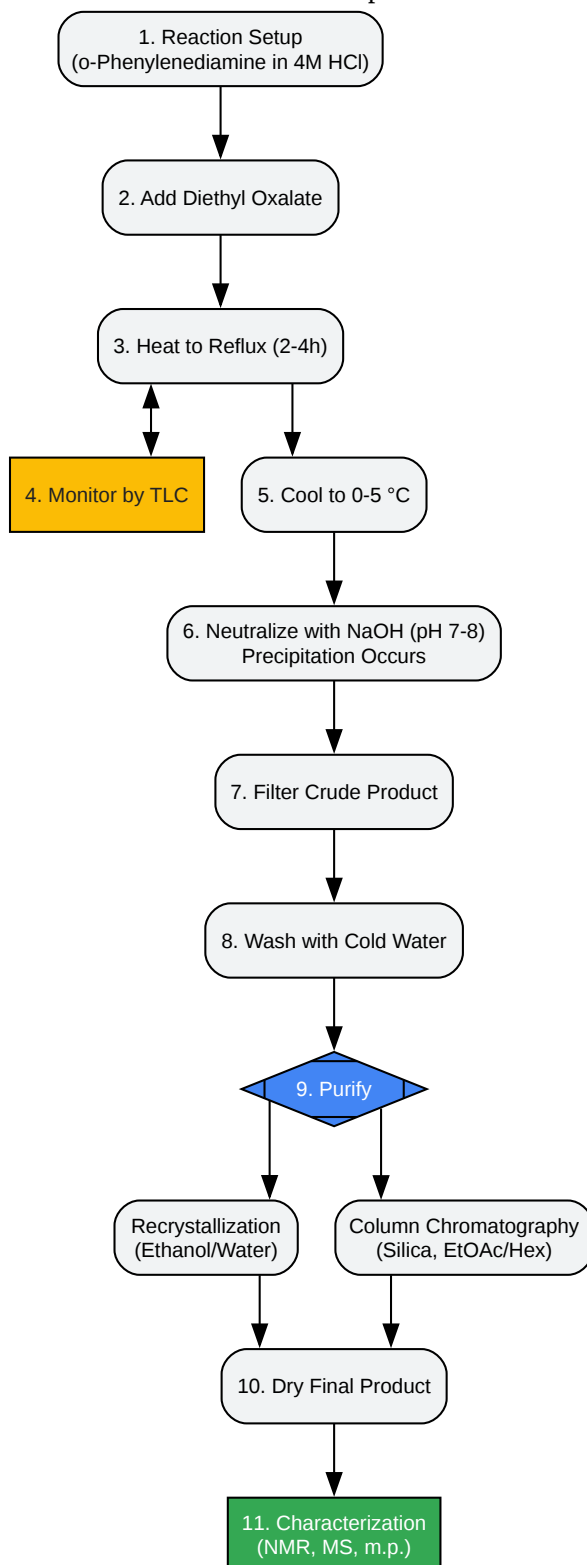 1. Reaction Setup
(o-Phenylenediamine in 4M HCl)
2. Add Diethyl Oxalate
3. Heat to Reflux (2-4h)
4. Monitor by TLC
5. Cool to 0-5 °C
6. Neutralize with NaOH (pH 7-8)
Precipitation Occurs
7. Filter Crude Product
8. Wash with Cold Water
9. Purify
Recrystallization
(Ethanol/Water)
Column Chromatography
(Silica, EtOAc/Hex)
10. Dry Final Product
11. Characterization
(NMR, MS, m.p.)